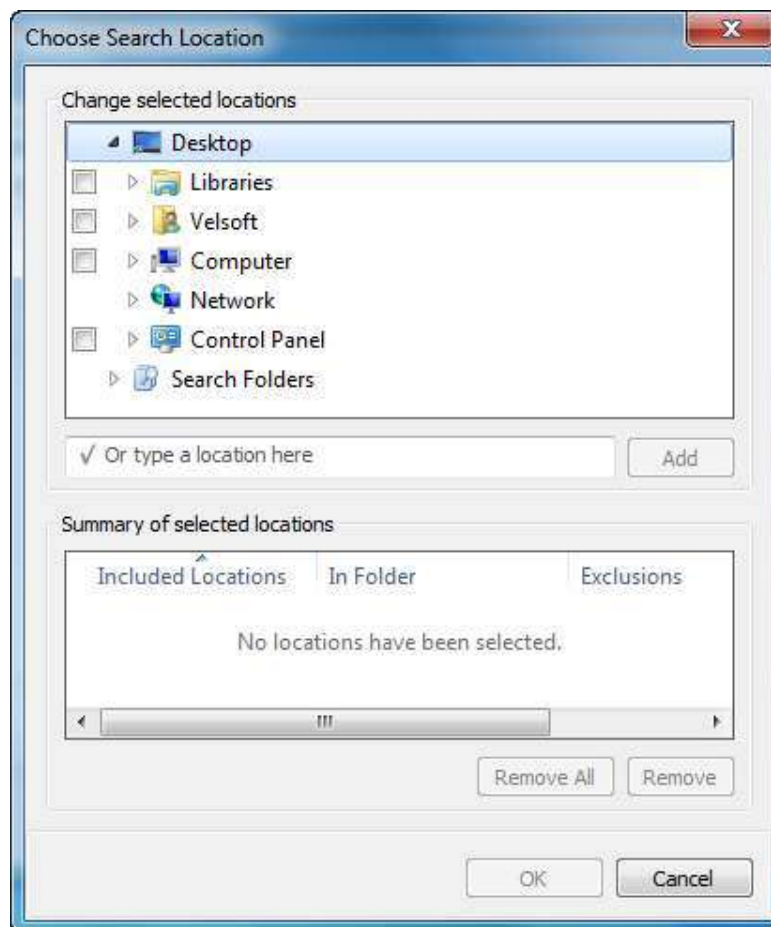 Choose Search Location
Change selected locations
Desktop
Libraries
Velsoft
Computer
Network
Control Panel
Search Folders
√ Or type a location here Add
Summary of selected locations
Included Locations In Folder Exclusions
No locations have been selected.
Remove All Remove
OK Cancel